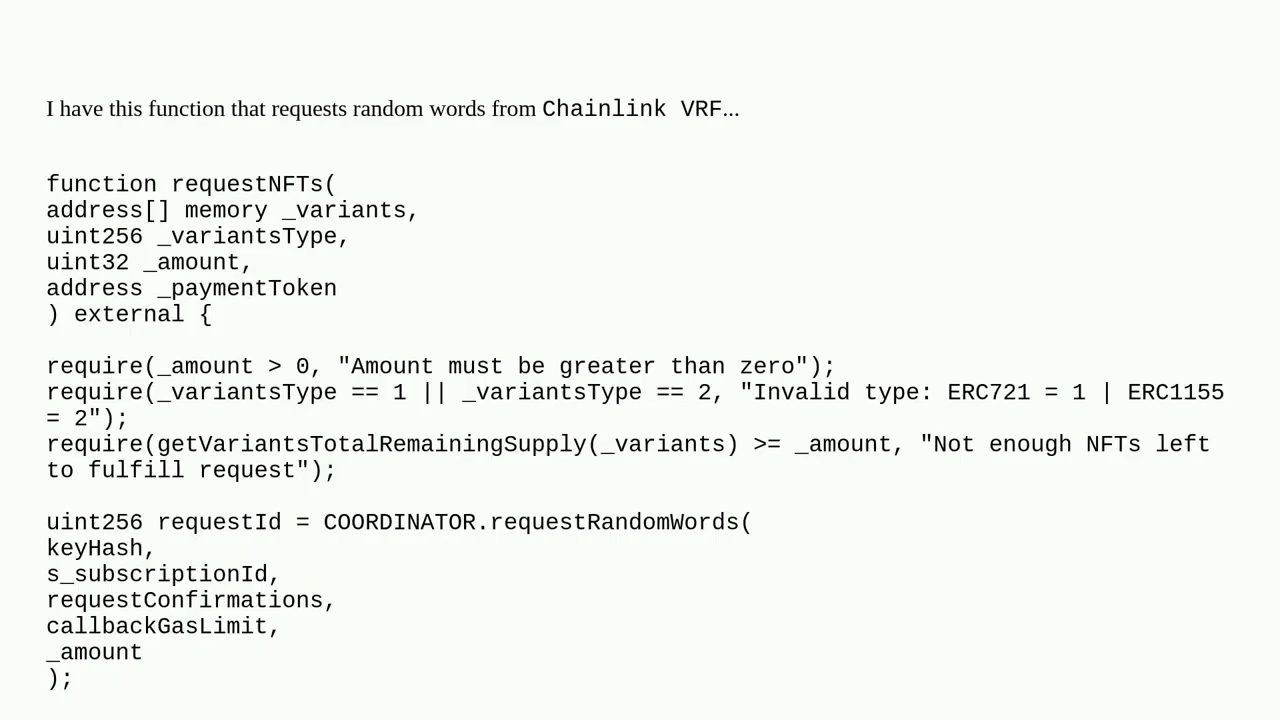 I have this function that requests random words from Chainlink VRF...
function requestNFTs(
address[] memory _variants,
uint256 _variantsType,
uint32 _amount,
address _paymentToken
) external {
require(_amount > 0, "Amount must be greater than zero");
require(_variantsType == 1 || _variantsType == 2, "Invalid type: ERC721 = 1 | ERC1155
= 2");
require(getVariantsTotalRemainingSupply(_variants) >= _amount, "Not enough NFTs left
to fulfill request");
uint256 requestId = COORDINATOR.requestRandomWords(
keyHash,
s_subscriptionId,
requestConfirmations,
callbackGasLimit,
_amount
);